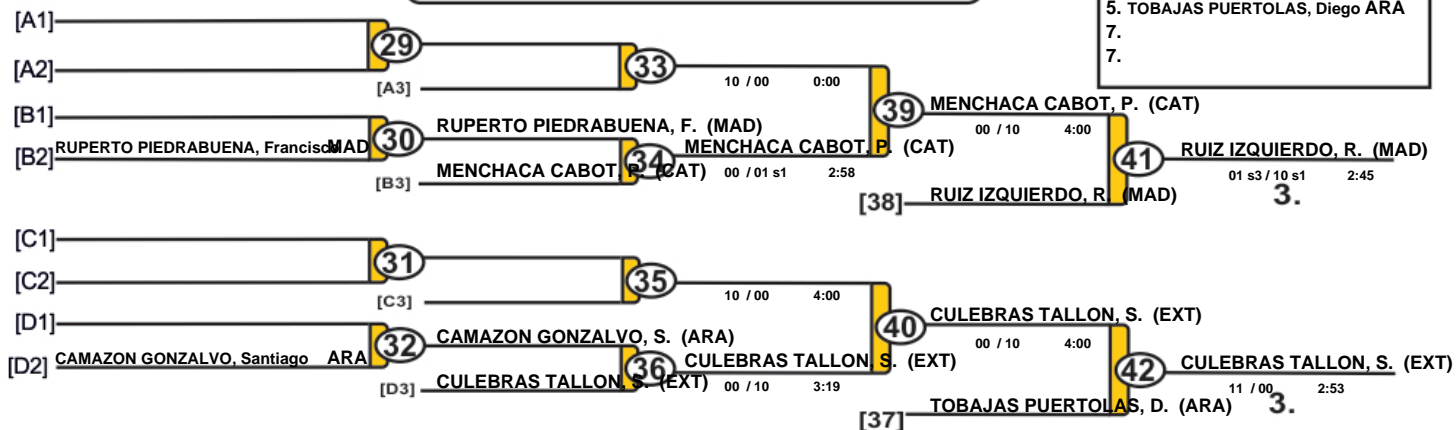 5. TOBAJAS PUERTOLAS, Diego ARA
7.
7.
[A1]
29
[A2]
33
[A3]
10 / 00 0:00
[B1]
39 MENCHACA CABOT, P. (CAT)
RUPERTO PIEDRABUENA, F. (MAD)
00 / 10 4:00
[B2] RUPERTO PIEDRABUENA, Francisco MAD 30
34 MENCHACA CABOT, P. (CAT)
41 RUIZ IZQUIERDO, R. (MAD)
[B3] MENCHACA CABOT, P. (CAT)
00 / 01 s1 2:58
01 s3 / 10 s1 2:45
[38] RUIZ IZQUIERDO, R. (MAD)
3.
[C1]
31
[C2]
35
[C3]
10 / 00 4:00
[D1]
40 CULEBRAS TALLON, S. (EXT)
CAMAZON GONZALVO, S. (ARA)
00 / 10 4:00
[D2] CAMAZON GONZALVO, Santiago ARA 32
36 CULEBRAS TALLON, S. (EXT)
42 CULEBRAS TALLON, S. (EXT)
[D3] CULEBRAS TALLON, S. (EXT)
00 / 10 3:19
11 / 00 2:53
[37] TOBAJAS PUERTOLAS, D. (ARA)
3.